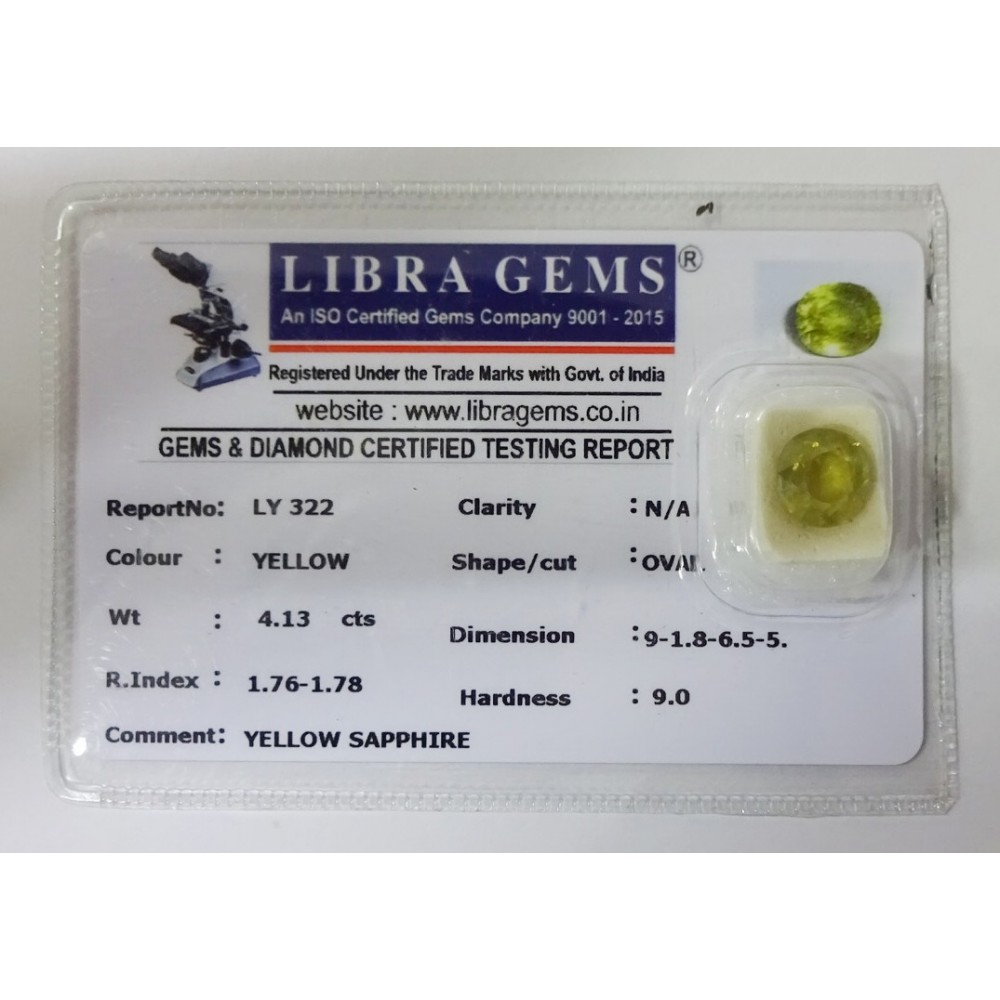 LIBRA GEMS ®
An ISO Certified Gems Company 9001 - 2015
Registered Under the Trade Marks with Govt. of India
website : www.libragems.co.in
GEMS & DIAMOND CERTIFIED TESTING REPORT
ReportNo: LY 322 Clarity : N/A
Colour : YELLOW Shape/cut : OVAL
Wt : 4.13 cts Dimension : 9-1.8-6.5-5.
R.Index : 1.76-1.78 Hardness : 9.0
Comment: YELLOW SAPPHIRE